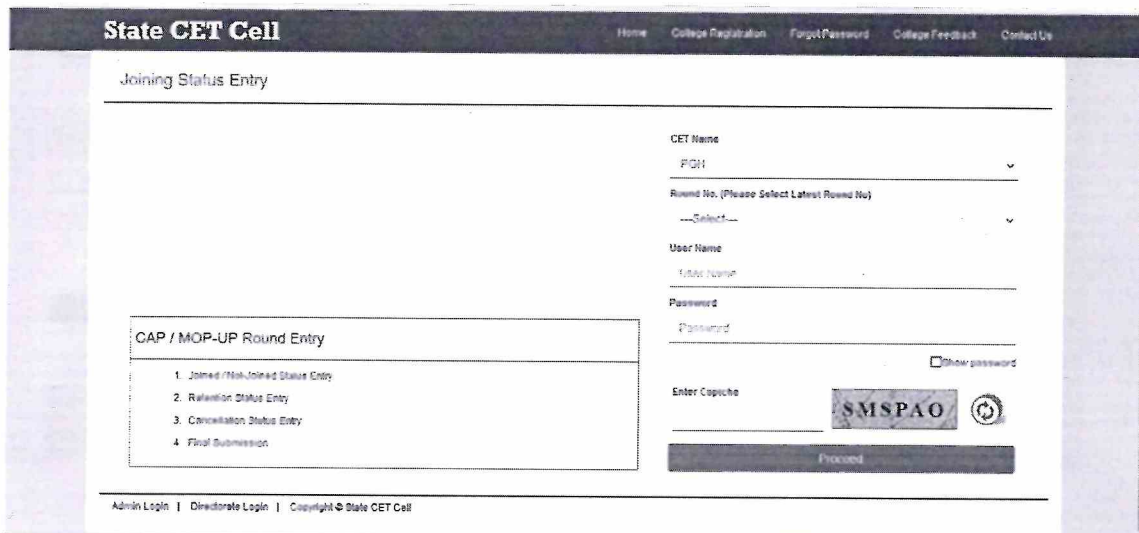 State CET Cell
Home College Registration Forgot Password College Feedback Contact Us
Joining Status Entry
CET Name
PGN
Round No. (Please Select Latest Round No)
---Select---
User Name
User Name
Password
Password
Show password
CAP / MOP-UP Round Entry
1. Joined / Not-Joined Status Entry
2. Retention Status Entry
3. Cancellation Status Entry
4. Final Submission
Enter Captcha
SMSPAO
Proceed
Admin Login | Directorate Login | Copyright © State CET Cell